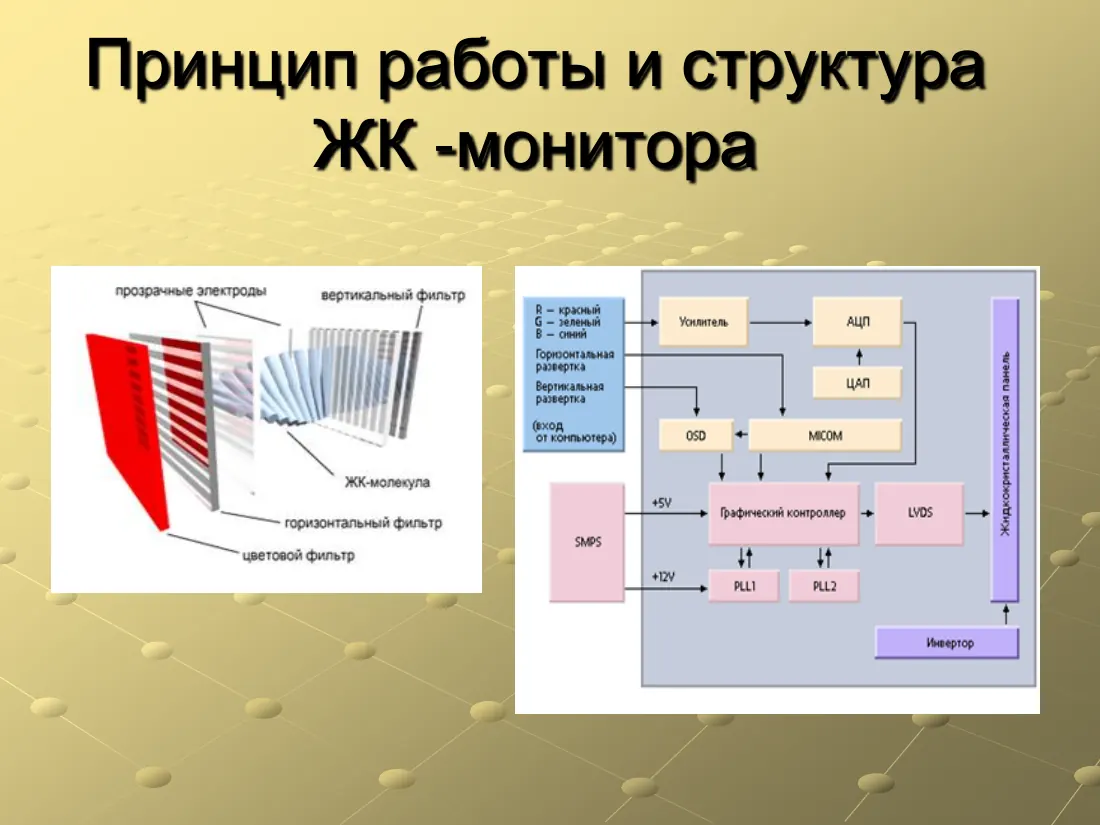 Принцип работы и структура
ЖК -монитора
прозрачные электроды
вертикальный фильтр
ЖК-молекула
горизонтальный фильтр
цветовой фильтр
R — красный
G — зеленый
B — синий
Горизонтальная
развертка
Вертикальная
развертка
(вход
от компьютера)
Усилитель
АЦП
ЦАП
OSD
MICOM
SMPS
+5V
+12V
Графический контроллер
LVDS
PLL1
PLL2
Жидкокристаллическая панель
Инвертор